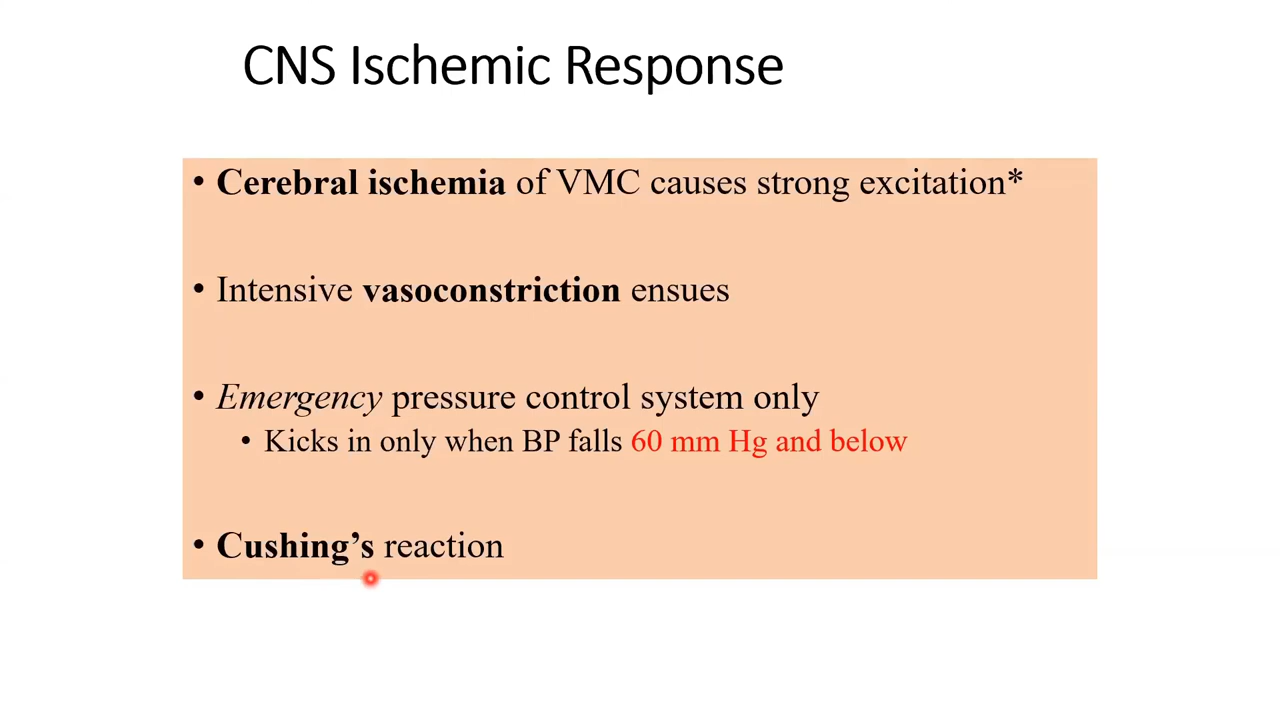 CNS Ischemic Response
• Cerebral ischemia of VMC causes strong excitation*
• Intensive vasoconstriction ensues
• Emergency pressure control system only
• Kicks in only when BP falls 60 mm Hg and below
• Cushing’s reaction